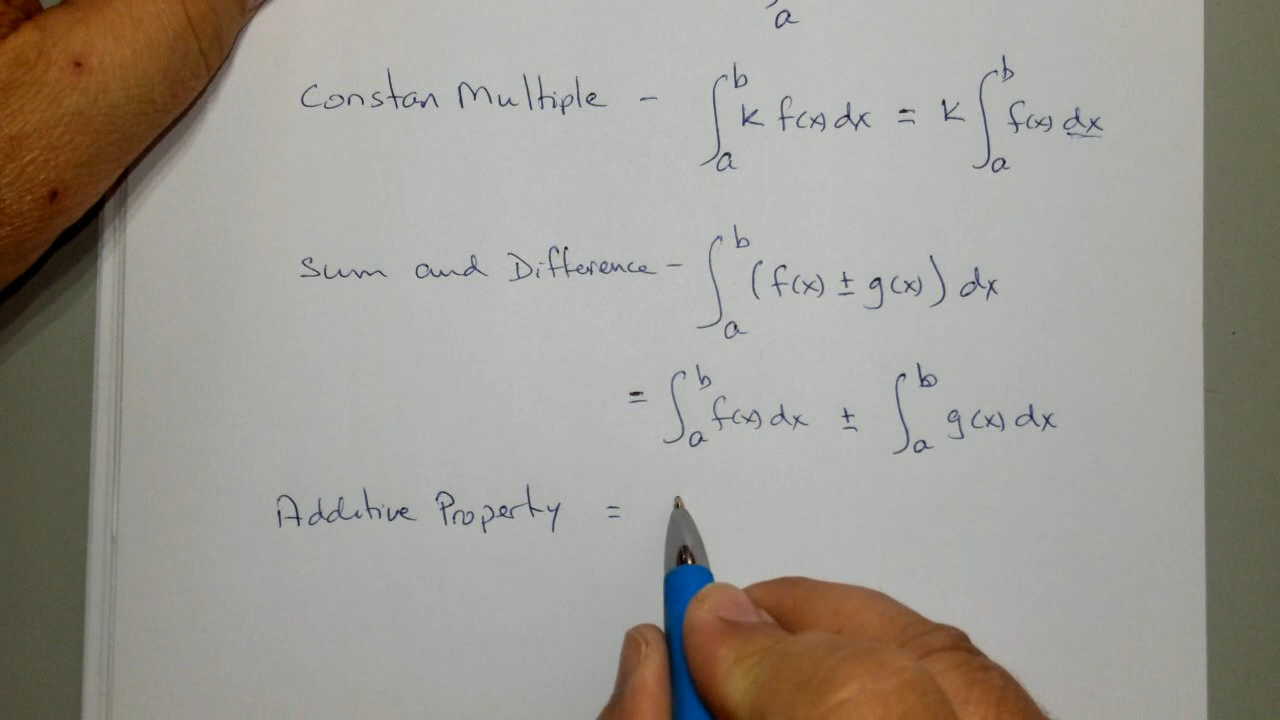 a
Constan Multiple - ∫_a^b k f(x) dx = k ∫_a^b f(x) dx
Sum and Difference - ∫_a^b (f(x) ± g(x)) dx
= ∫_a^b f(x) dx ± ∫_a^b g(x) dx
Additive Property =